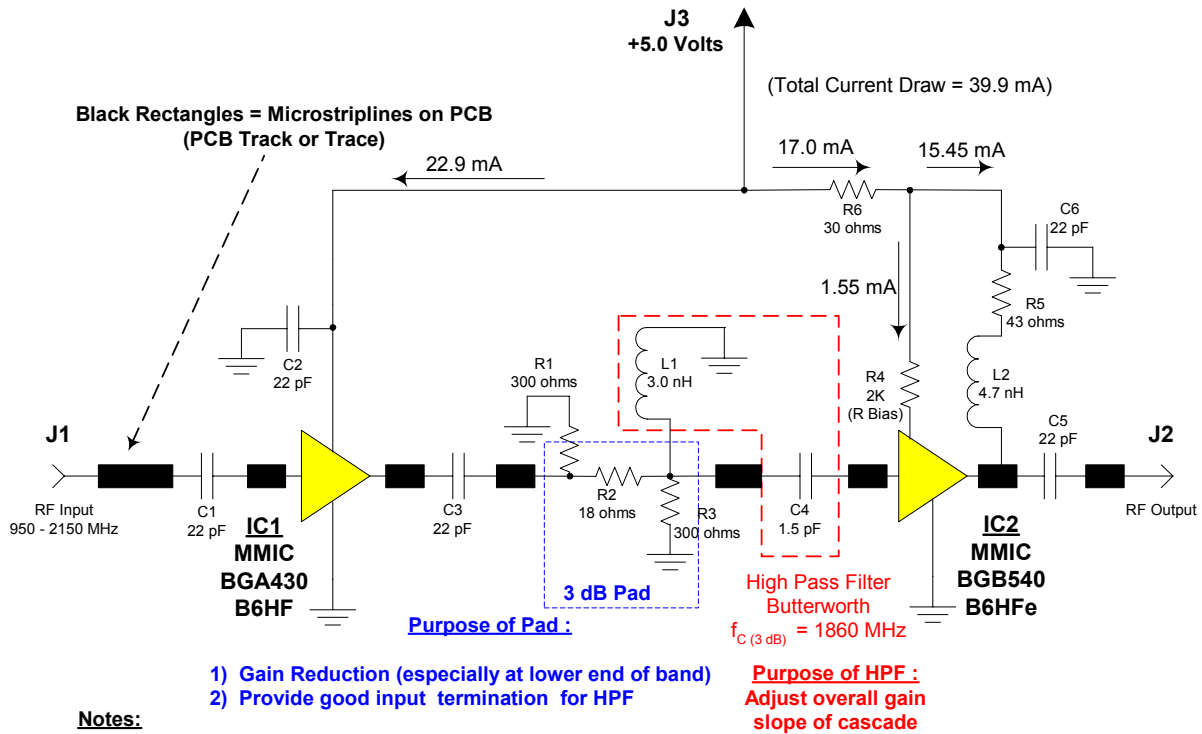 J3
+5.0 Volts
(Total Current Draw = 39.9 mA)
Black Rectangles = Microstriplines on PCB
(PCB Track or Trace)
22.9 mA
17.0 mA
15.45 mA
R6
30 ohms
C6
22 pF
1.55 mA
R5
43 ohms
C2
22 pF
R1
300 ohms
L1
3.0 nH
R4
2K
(R Bias)
L2
4.7 nH
J1
C5
22 pF
J2
RF Input
950 - 2150 MHz
C1
22 pF
C3
22 pF
R2
18 ohms
R3
300 ohms
C4
1.5 pF
RF Output
IC1
MMIC
BGA430
B6HF
IC2
MMIC
BGB540
B6HFe
3 dB Pad
High Pass Filter
Butterworth
fC (3 dB) = 1860 MHz
Purpose of Pad :
1) Gain Reduction (especially at lower end of band)
2) Provide good input termination for HPF
Purpose of HPF :
Adjust overall gain
slope of cascade
Notes: